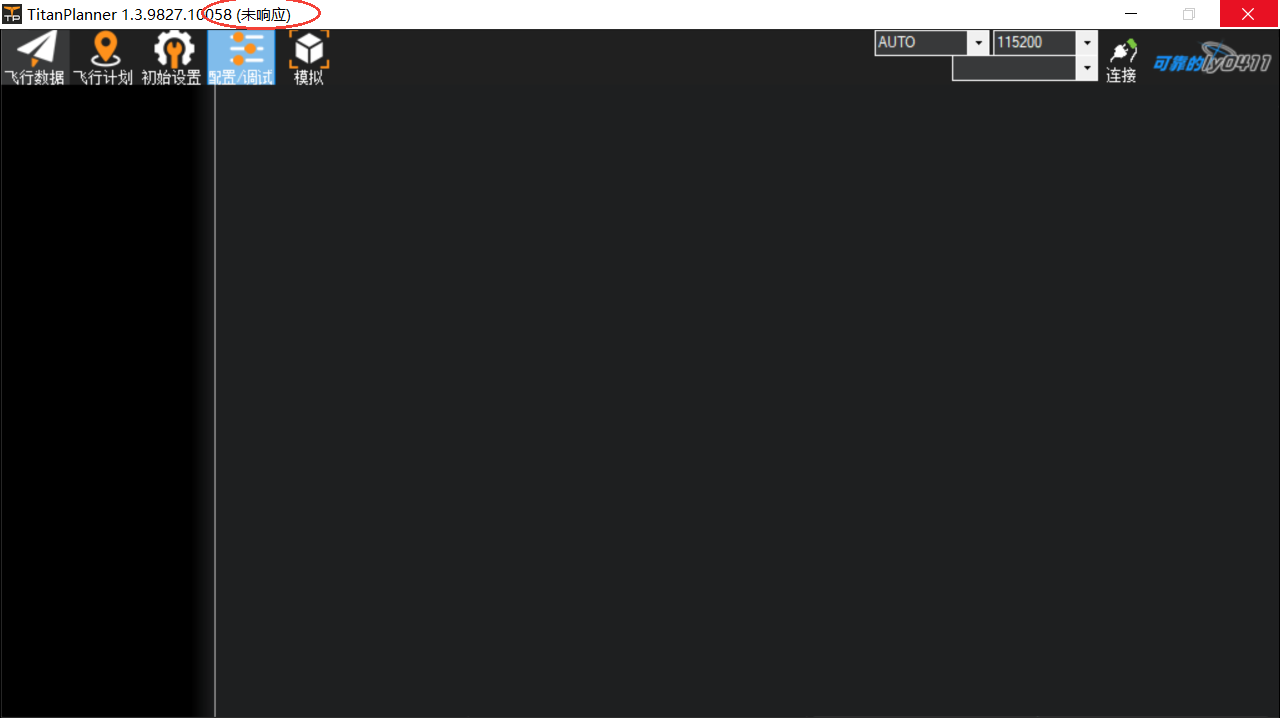 TitanPlanner 1.3.9827.10058 (未响应)
飞行数据 飞行计划 初始设置 配置/调试 模拟
AUTO 115200
连接
可靠的lyd411